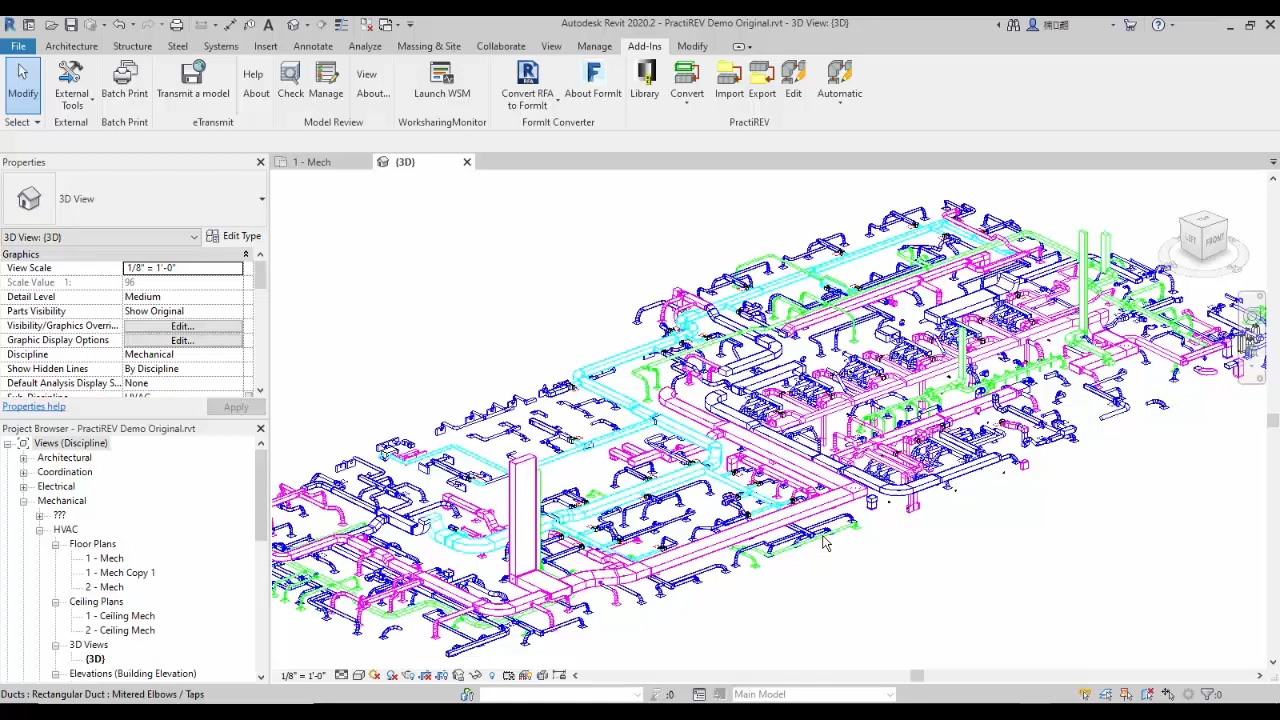 Autodesk Revit 2020.2 - PractiREV Demo Original.rvt - 3D View: {3D}
File Architecture Structure Steel Systems Insert Annotate Analyze Massing & Site Collaborate View Manage Add-Ins Modify
Modify
External Tools
Batch Print
Transmit a model
Help
About
Check
Manage
View
About...
Launch WSM
Convert RFA to FormIt
About FormIt
Library
Convert
Import
Export
Edit
Automatic
Select External Batch Print eTransmit Model Review WorksharingMonitor FormIt Converter PractiREV
Properties
1 - Mech
{3D}
3D View
3D View: {3D}
Edit Type
Graphics
View Scale 1/8" = 1'-0"
Scale Value 1: 96
Detail Level Medium
Parts Visibility Show Original
Visibility/Graphics Overri... Edit...
Graphic Display Options Edit...
Discipline Mechanical
Show Hidden Lines By Discipline
Default Analysis Display S... None
Properties help
Apply
Project Browser - PractiREV Demo Original.rvt
Views (Discipline)
Architectural
Coordination
Electrical
Mechanical
???
HVAC
Floor Plans
1 - Mech
1 - Mech Copy 1
2 - Mech
Ceiling Plans
1 - Ceiling Mech
2 - Ceiling Mech
3D Views
{3D}
Elevations (Building Elevation)
LEFT
FRONT
1/8" = 1'-0"
Ducts : Rectangular Duct : Mitered Elbows / Taps
:0
Main Model
:0